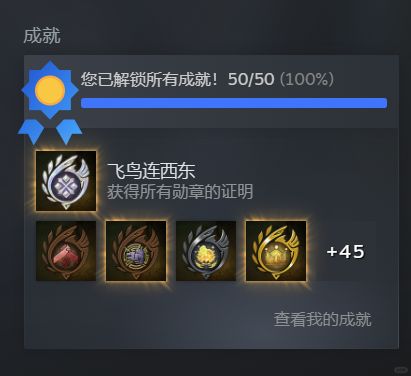 成就
您已解锁所有成就！50/50 (100%)
飞鸟连西东
获得所有勋章的证明
+45
查看我的成就